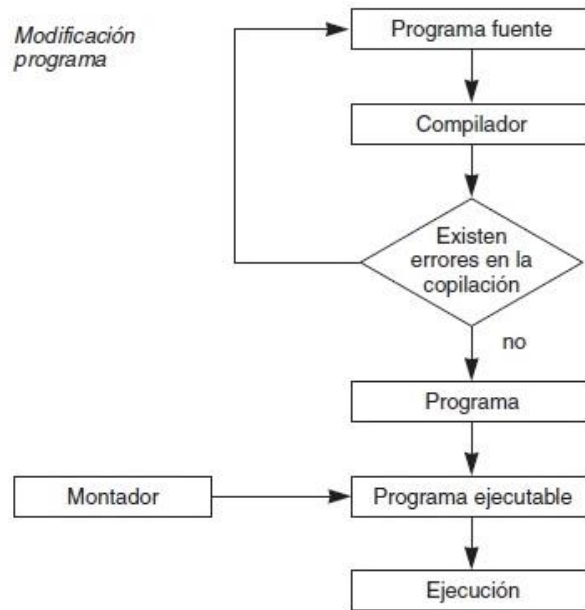 Modificación
programa
Programa fuente
Compilador
Existen
errores en la
copilación
no
Programa
Montador
Programa ejecutable
Ejecución